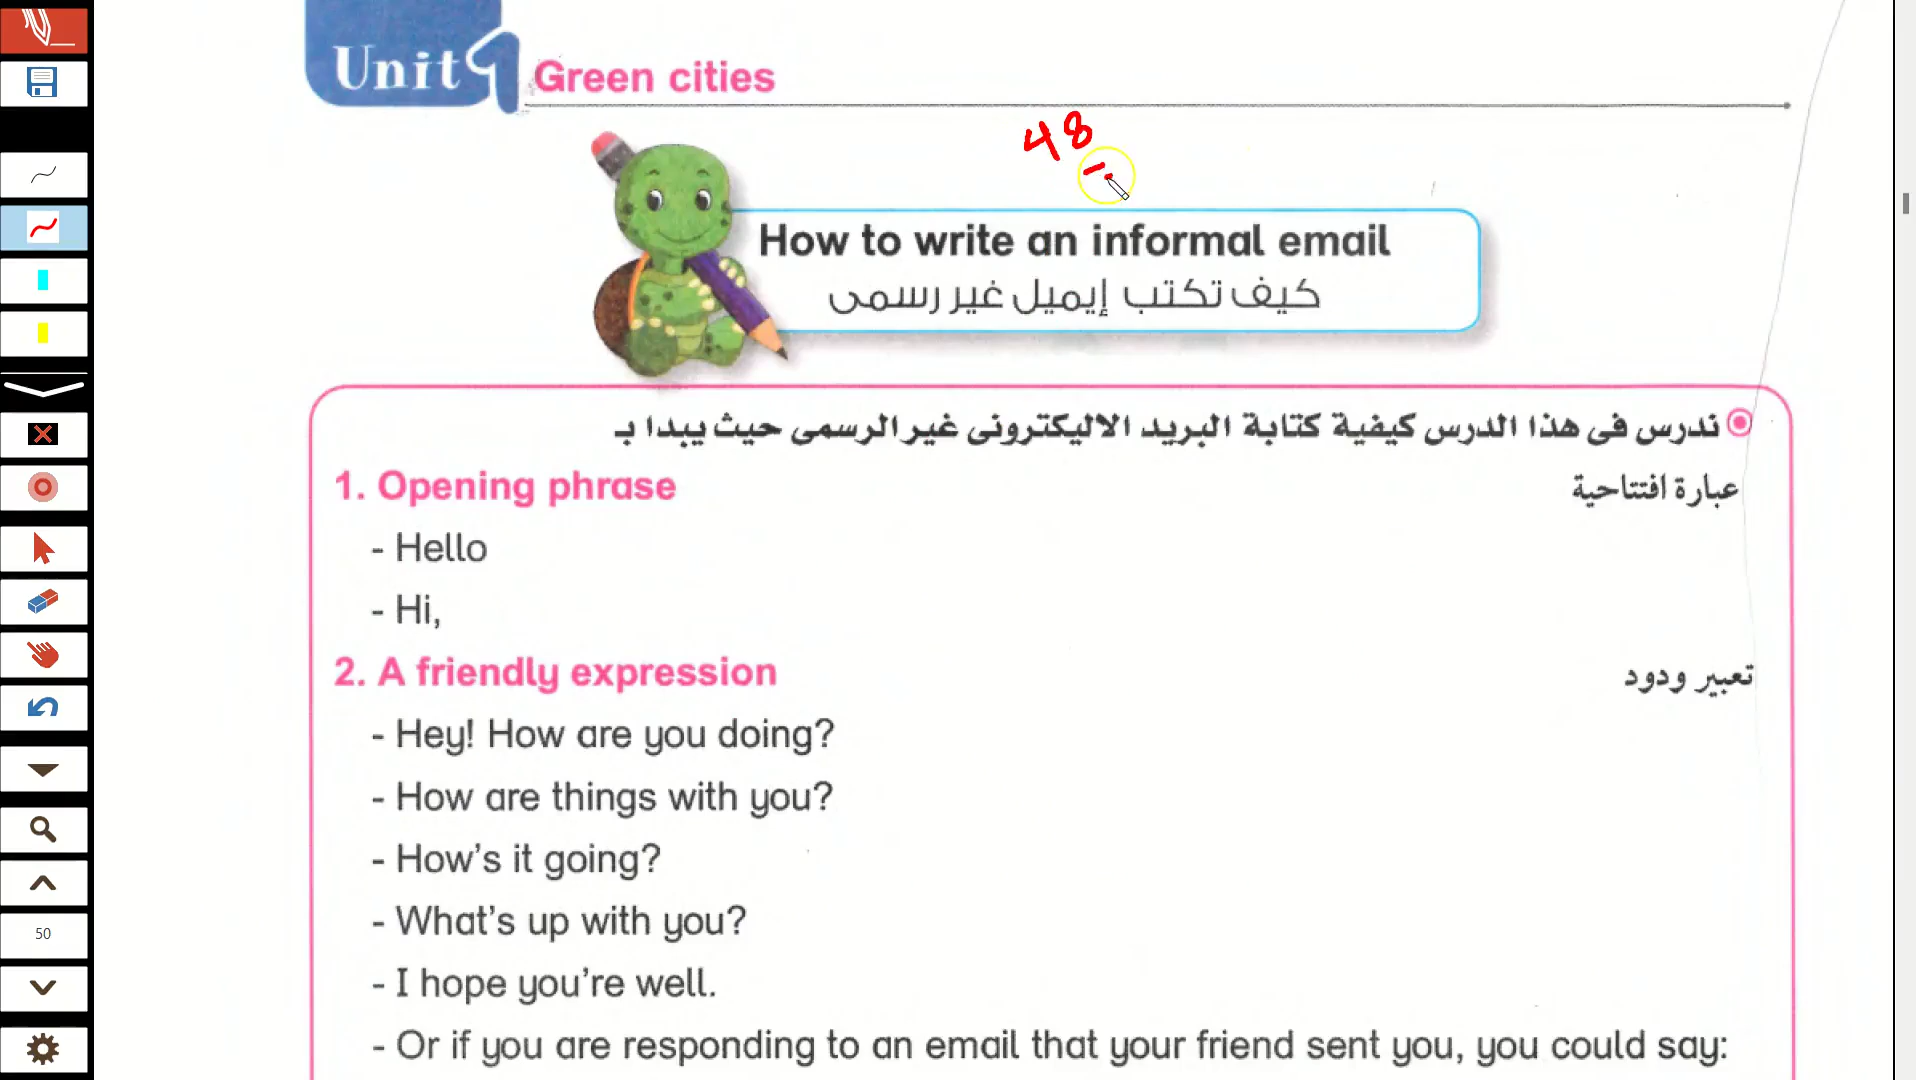 Unit 9 Green cities
48
How to write an informal email
كيف تكتب إيميل غير رسمى
ندرس فى هذا الدرس كيفية كتابة البريد الاليكترونى غير الرسمى حيث يبدا بـ
1. Opening phrase عبارة افتتاحية
- Hello
- Hi,
2. A friendly expression تعبير ودود
- Hey! How are you doing?
- How are things with you?
- How's it going?
- What's up with you?
- I hope you're well.
- Or if you are responding to an email that your friend sent you, you could say:
50